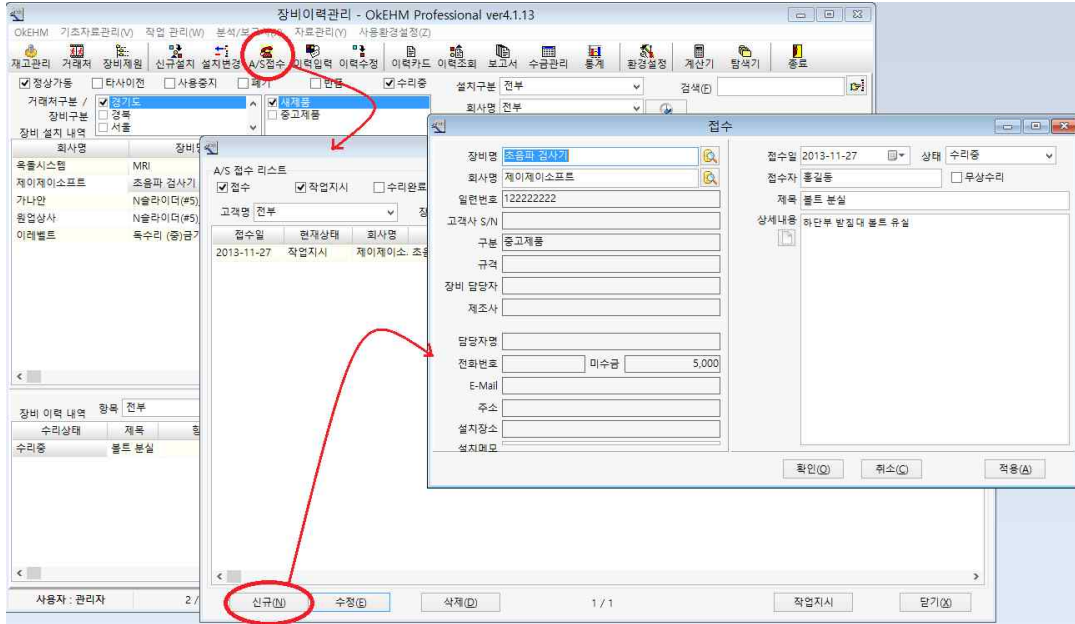 장비이력관리 - OkEHM Professional ver4.1.13
OkEHM 기초자료관리(V) 작업 관리(W) 자료관리(Y) 사용환경설정(Z)
재고관리 거래처 장비제원 신규설치 설치변경 A/S접수 이력입력 이력수정 이력카드 이력조회 보고서 수금관리 통계 환경설정 계산기 탐색기 종료
정상가동 타사이전 사용중지 폐기 반품 수리중 설치구분 전부 검색(F)
거래처구분 / 경기도 새제품 회사명 전부
장비구분 경북 중고제품
장비 설치 내역 서울
회사명
옥돌시스템 MRI
제이제이소프트 초음파 검사기
가나안 N슬라이더(#5)
원업상사 N슬라이더(#5)
이레벨트 독수리 (중)금
장비 이력 내역 항목 전부
수리상태 제목
수리중 볼트 분실
사용자 : 관리자 2 /
A/S 접수 리스트
접수 작업지시 수리완료
고객명 전부
접수일 현재상태 회사명
2013-11-27 작업지시 제이제이소.
신규(N) 수정(E) 삭제(D) 1 / 1 작업지시 닫기(X)
접수
장비명 초음파 검사기
회사명 제이제이소프트
일련번호 122222222
고객사 S/N
구분 중고제품
규격
장비 담당자
제조사
담당자명
전화번호 미수금 5,000
E-Mail
주소
설치장소
설치메모
접수일 2013-11-27 상태 수리중
접수자 홍길동 무상수리
제목 볼트 분실
상세내용 하단부 받침대 볼트 유실
확인(O) 취소(C) 적용(A)